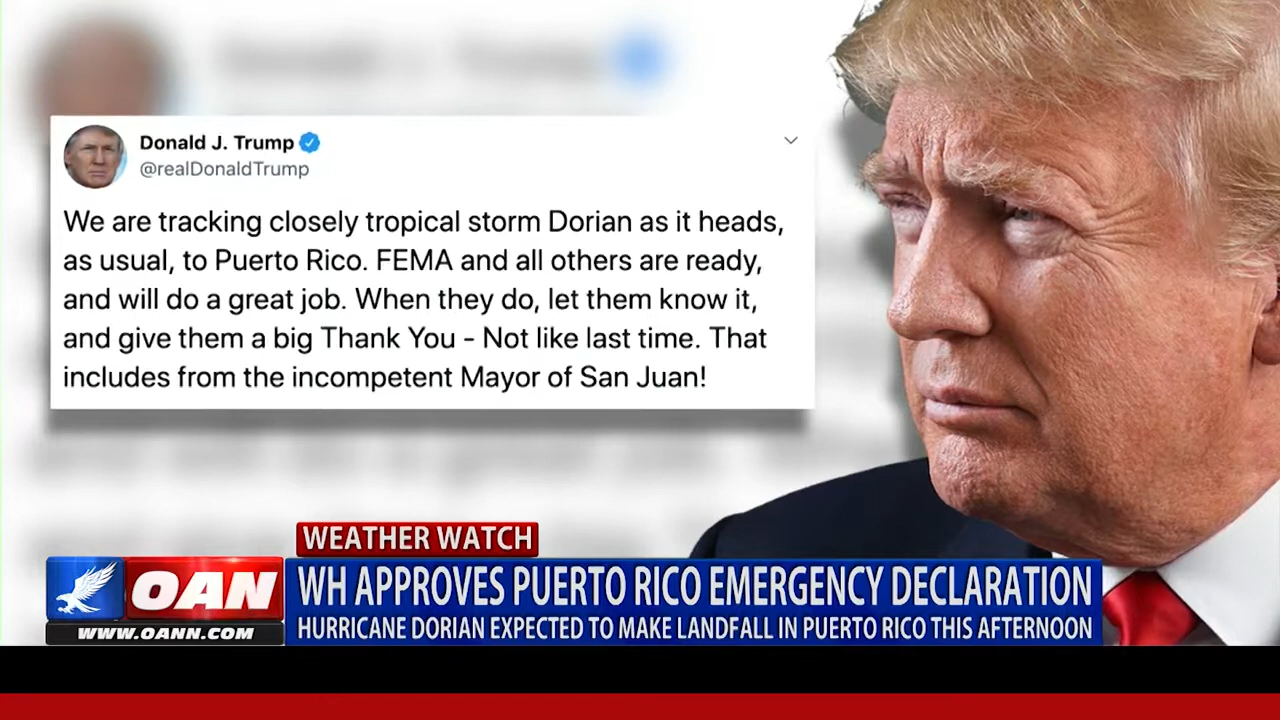 Donald J. Trump
@realDonaldTrump
We are tracking closely tropical storm Dorian as it heads,
as usual, to Puerto Rico. FEMA and all others are ready,
and will do a great job. When they do, let them know it,
and give them a big Thank You - Not like last time. That
includes from the incompetent Mayor of San Juan!
WEATHER WATCH
OAN
WWW.OANN.COM
WH APPROVES PUERTO RICO EMERGENCY DECLARATION
HURRICANE DORIAN EXPECTED TO MAKE LANDFALL IN PUERTO RICO THIS AFTERNOON